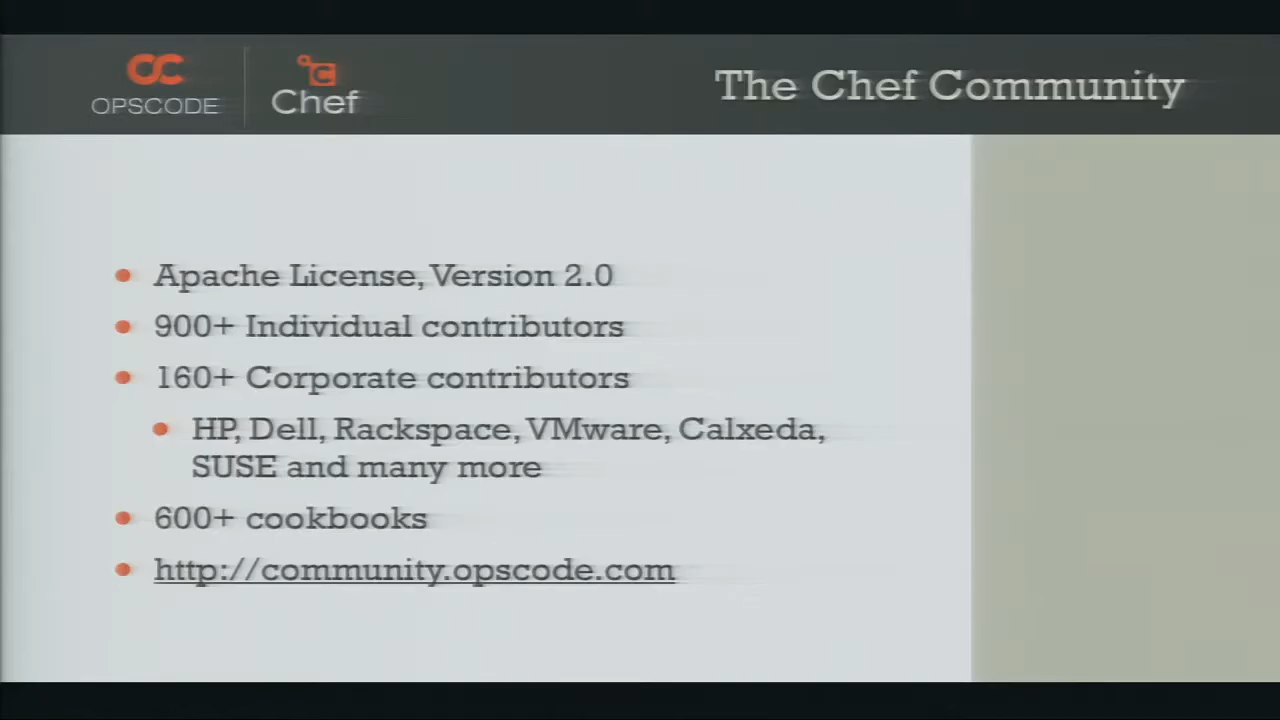 OPSCODE
Chef
The Chef Community
Apache License, Version 2.0
900+ Individual contributors
160+ Corporate contributors
HP, Dell, Rackspace, VMware, Calxeda,
SUSE and many more
600+ cookbooks
http://community.opscode.com